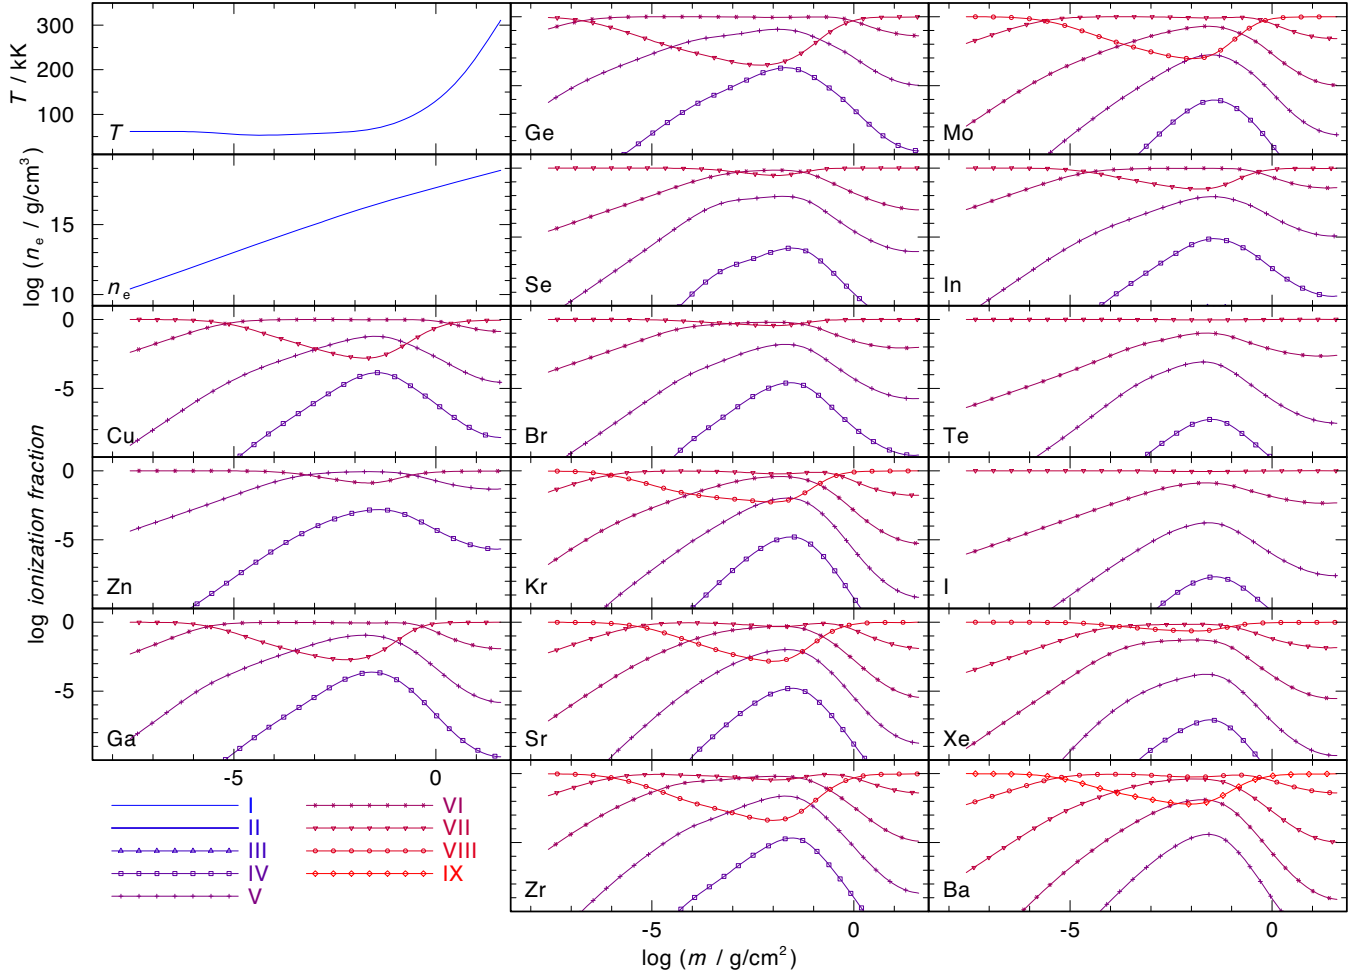 T / kK
300
200
100
T
Ge
Mo
log (nₑ / g/cm³)
15
10
nₑ
Se
In
0
-5
Cu
Br
Te
log ionization fraction
0
-5
Zn
Kr
I
0
-5
Ga
Sr
Xe
-5
0
Zr
Ba
-5
0
-5
0
log (m / g/cm²)
I
II
III
IV
V
VI
VII
VIII
IX